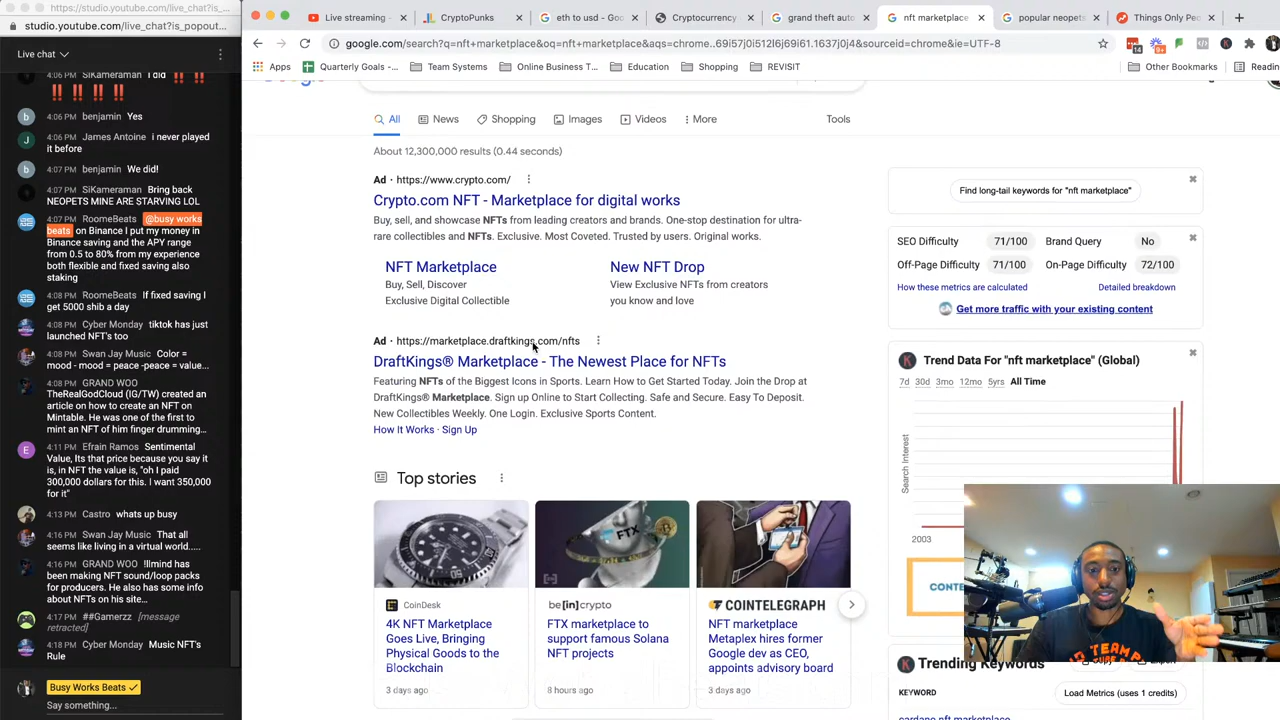 studio.youtube.com/live_chat?is_popout...
studio.youtube.com/live_chat?is_popout...
Live chat
4:06 PM SiKameraman I did ‼️ ‼️
‼️ ‼️ ‼️ ‼️
b 4:06 PM benjamin Yes
J 4:06 PM James Antoine i never played
it before
b 4:07 PM benjamin We did!
4:07 PM SiKameraman Bring back
NEOPETS MINE ARE STARVING LOL
4:07 PM RoomeBeats @busy works
beats on Binance I put my money in
Binance saving and the APY range
from 0.5 to 80% from my experience
both flexible and fixed saving also
staking
4:08 PM RoomeBeats If fixed saving I
get 5000 shib a day
4:08 PM Cyber Monday tiktok has just
launched NFT's too
4:08 PM Swan Jay Music Color =
mood - mood = peace -peace = value...
4:08 PM GRAND WOO
TheRealGodCloud (IG/TW) created an
article on how to create an NFT on
Mintable. He was one of the first to
mint an NFT of him finger drumming...
E 4:11 PM Efrain Ramos Sentimental
Value, Its that price because you say it
is, in NFT the value is, "oh I paid
300,000 dollars for this. I want 350,000
for it"
4:13 PM Castro whats up busy
4:16 PM Swan Jay Music That all
seems like living in a virtual world.....
4:16 PM GRAND WOO !llmind has
been making NFT sound/loop packs
for producers. He also has some info
about NFTs on his site...
4:17 PM ##Gamerzz [message
retracted]
4:18 PM Cyber Monday Music NFT's
Rule
Busy Works Beats ✓
Say something...
Live streaming - CryptoPunks eth to usd - Goo Cryptocurrency grand theft auto nft marketplace popular neopets Things Only Pe
google.com/search?q=nft+marketplace&oq=nft+marketplace&aqs=chrome..69i57j0i512l6j69i61.1637j0j4&sourceid=chrome&ie=UTF-8
14 9
Apps Quarterly Goals -... Team Systems Online Business T... Education Shopping REVISIT Other Bookmarks Readin
All News Shopping Images Videos More Tools
About 12,300,000 results (0.44 seconds)
Ad · https://www.crypto.com/
Crypto.com NFT - Marketplace for digital works
Buy, sell, and showcase NFTs from leading creators and brands. One-stop destination for ultra-
rare collectibles and NFTs. Exclusive. Most Coveted. Trusted by users. Original works.
NFT Marketplace
Buy, Sell, Discover
Exclusive Digital Collectible
New NFT Drop
View Exclusive NFTs from creators
you know and love
Ad · https://marketplace.draftkings.com/nfts
DraftKings® Marketplace - The Newest Place for NFTs
Featuring NFTs of the Biggest Icons in Sports. Learn How to Get Started Today. Join the Drop at
DraftKings® Marketplace. Sign up Online to Start Collecting. Safe and Secure. Easy To Deposit.
New Collectibles Weekly. One Login. Exclusive Sports Content.
How It Works · Sign Up
Top stories
CoinDesk
4K NFT Marketplace
Goes Live, Bringing
Physical Goods to the
Blockchain
3 days ago
FTX
be[in]crypto
FTX marketplace to
support famous Solana
NFT projects
8 hours ago
COINTELEGRAPH
NFT marketplace
Metaplex hires former
Google dev as CEO,
appoints advisory board
3 days ago
Find long-tail keywords for "nft marketplace"
SEO Difficulty 71/100 Brand Query No
Off-Page Difficulty 71/100 On-Page Difficulty 72/100
How these metrics are calculated Detailed breakdown
Get more traffic with your existing content
K Trend Data For "nft marketplace" (Global)
7d 30d 3mo 12mo 5yrs All Time
Search Interest
2003
CONTE
K Trending Keywords
KEYWORD Load Metrics (uses 1 credits)
cardano nft marketplace